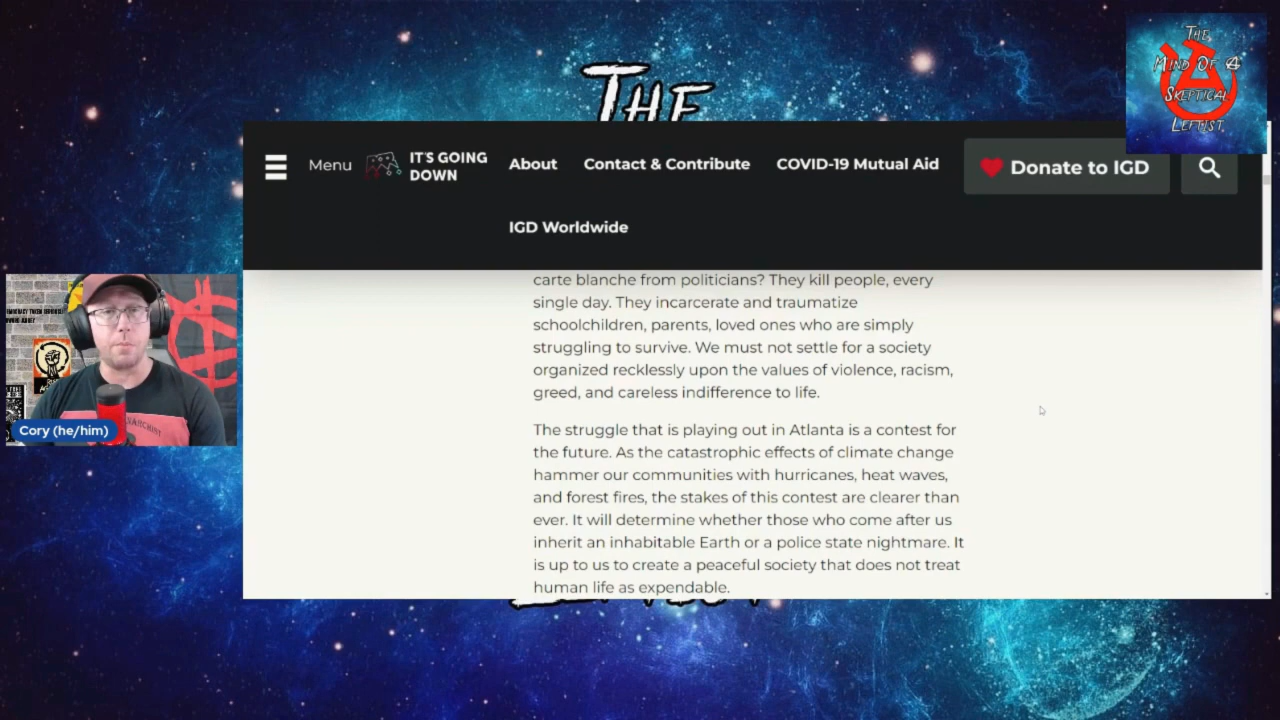 THE
THE
MIND OF A
SKEPTICAL
LEFTIST
Menu
IT'S GOING
DOWN
About
Contact & Contribute
COVID-19 Mutual Aid
Donate to IGD
IGD Worldwide
carte blanche from politicians? They kill people, every
single day. They incarcerate and traumatize
schoolchildren, parents, loved ones who are simply
struggling to survive. We must not settle for a society
organized recklessly upon the values of violence, racism,
greed, and careless indifference to life.
The struggle that is playing out in Atlanta is a contest for
the future. As the catastrophic effects of climate change
hammer our communities with hurricanes, heat waves,
and forest fires, the stakes of this contest are clearer than
ever. It will determine whether those who come after us
inherit an inhabitable Earth or a police state nightmare. It
is up to us to create a peaceful society that does not treat
human life as expendable.
Cory (he/him)